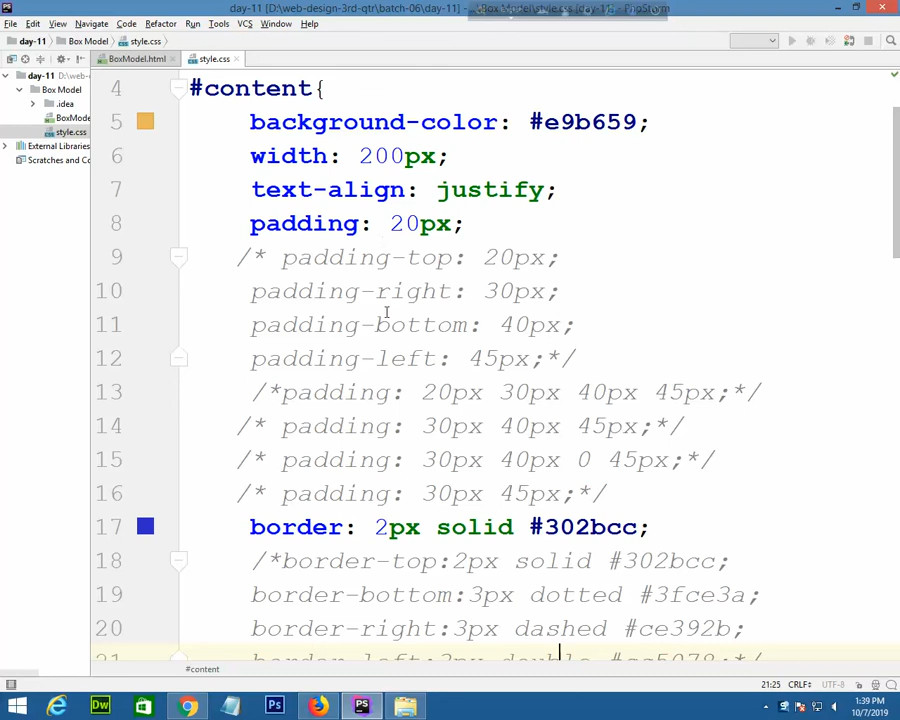 day-11 [D:\web-design-3rd-qtr\batch-06\day-11] - ...\Box Model\style.css [day-11] - PhpStorm
File Edit View Navigate Code Refactor Run Tools VCS Window Help
day-11 Box Model style.css
BoxModel.html style.css
day-11 D:\web-
Box Model
.idea
BoxMode
style.css
External Libraries
Scratches and Co
4 #content{
5 background-color: #e9b659;
6 width: 200px;
7 text-align: justify;
8 padding: 20px;
9 /* padding-top: 20px;
10 padding-right: 30px;
11 padding-bottom: 40px;
12 padding-left: 45px;*/
13 /*padding: 20px 30px 40px 45px;*/
14 /* padding: 30px 40px 45px;*/
15 /* padding: 30px 40px 0 45px;*/
16 /* padding: 30px 45px;*/
17 border: 2px solid #302bcc;
18 /*border-top:2px solid #302bcc;
19 border-bottom:3px dotted #3fce3a;
20 border-right:3px dashed #ce392b;
#content
21:25 CRLF UTF-8
Dw Ps PS
1:39 PM
10/7/2019